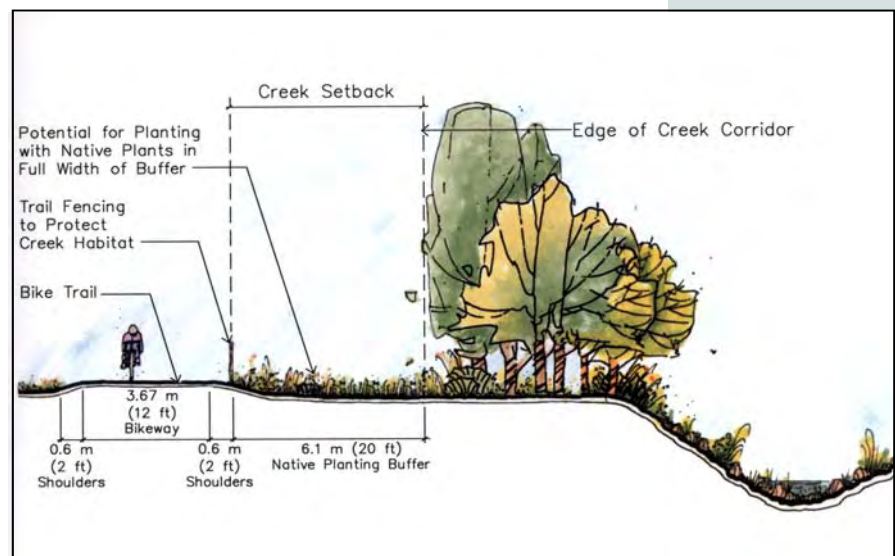 Creek Setback
Edge of Creek Corridor
Potential for Planting
with Native Plants in
Full Width of Buffer
Trail Fencing
to Protect
Creek Habitat
Bike Trail
3.67 m
(12 ft)
Bikeway
0.6 m
(2 ft)
Shoulders
0.6 m
(2 ft)
Shoulders
6.1 m (20 ft)
Native Planting Buffer